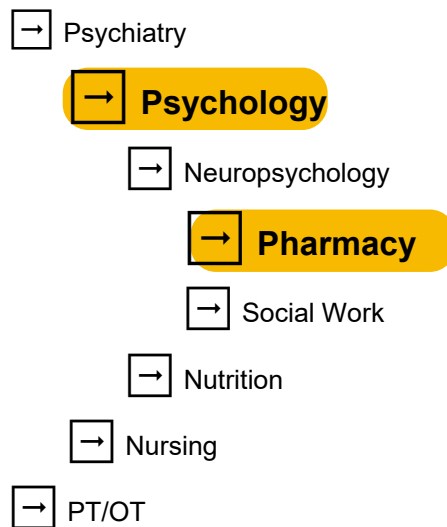 → Psychiatry
→ Psychology
→ Neuropsychology
→ Pharmacy
→ Social Work
→ Nutrition
→ Nursing
→ PT/OT